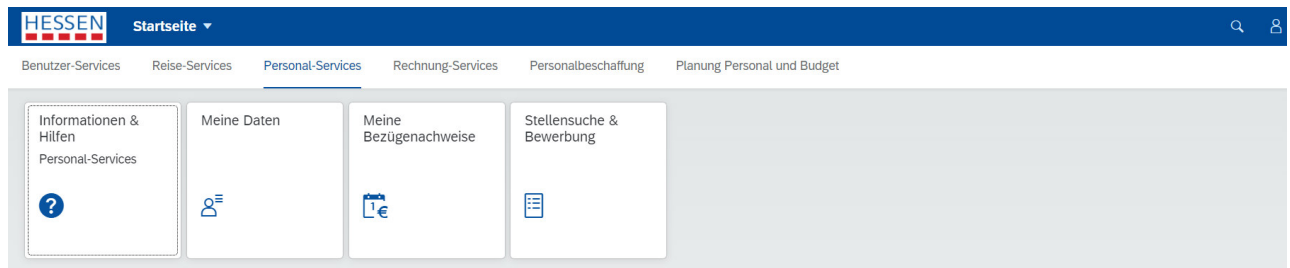 HESSEN Startseite
Benutzer-Services Reise-Services Personal-Services Rechnung-Services Personalbeschaffung Planung Personal und Budget
Informationen &
Hilfen
Personal-Services
?
Meine Daten
Meine
Bezügenachweise
1 €
Stellensuche &
Bewerbung